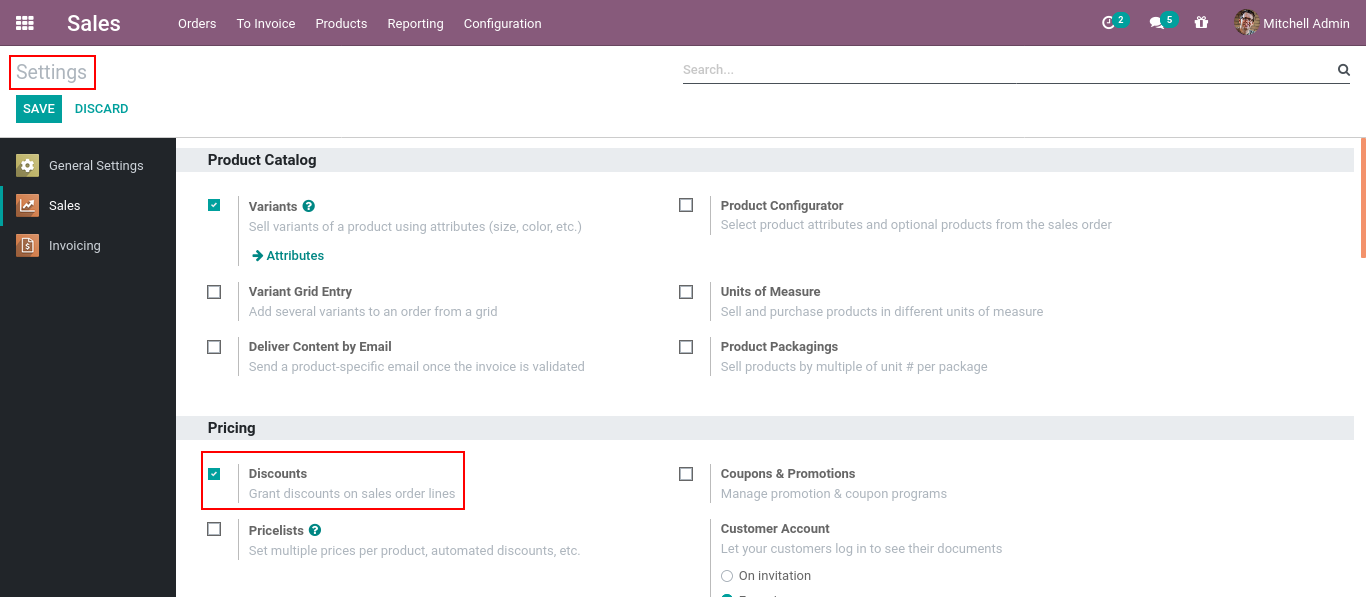 Sales
Orders To Invoice Products Reporting Configuration
2 5 Mitchell Admin
Settings
Search...
SAVE DISCARD
General Settings
Sales
Invoicing
Product Catalog
Variants ?
Sell variants of a product using attributes (size, color, etc.)
Attributes
Product Configurator
Select product attributes and optional products from the sales order
Variant Grid Entry
Add several variants to an order from a grid
Units of Measure
Sell and purchase products in different units of measure
Deliver Content by Email
Send a product-specific email once the invoice is validated
Product Packagings
Sell products by multiple of unit # per package
Pricing
Discounts
Grant discounts on sales order lines
Coupons & Promotions
Manage promotion & coupon programs
Pricelists ?
Set multiple prices per product, automated discounts, etc.
Customer Account
Let your customers log in to see their documents
On invitation